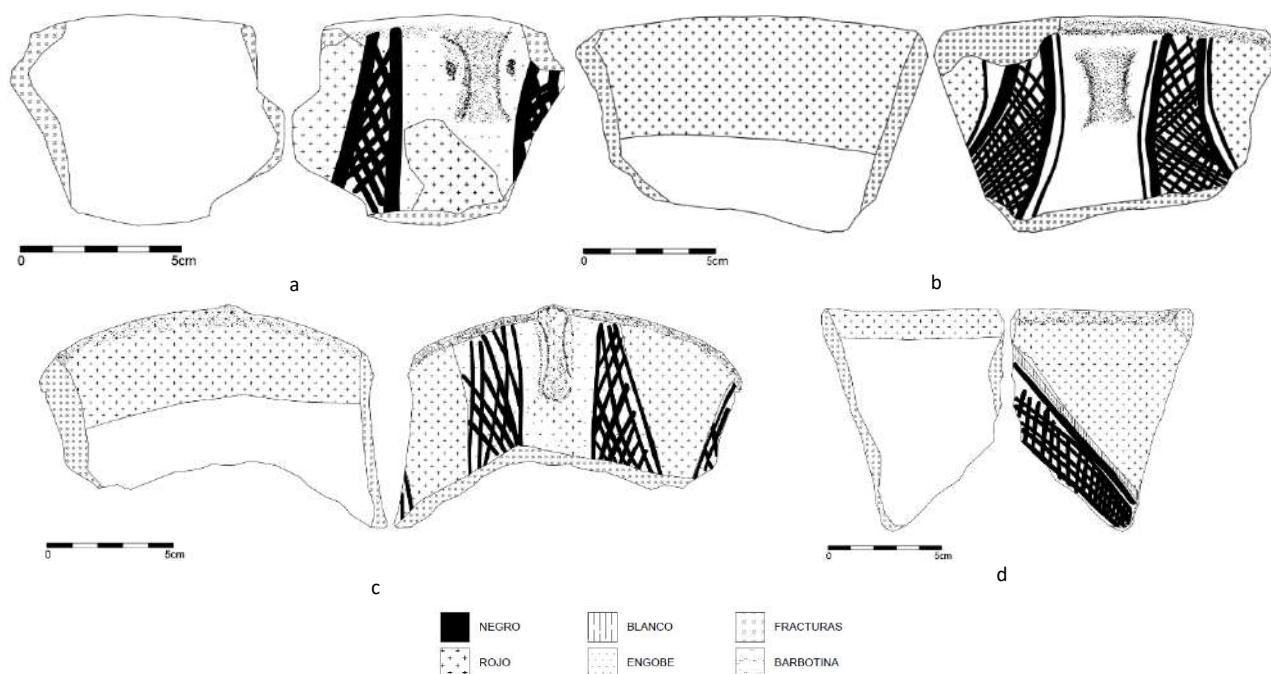 0 5cm
0 5cm
a
b
0 5cm
0 5cm
c
d
NEGRO BLANCO FRACTURAS
ROJO ENGOBE BARBOTINA